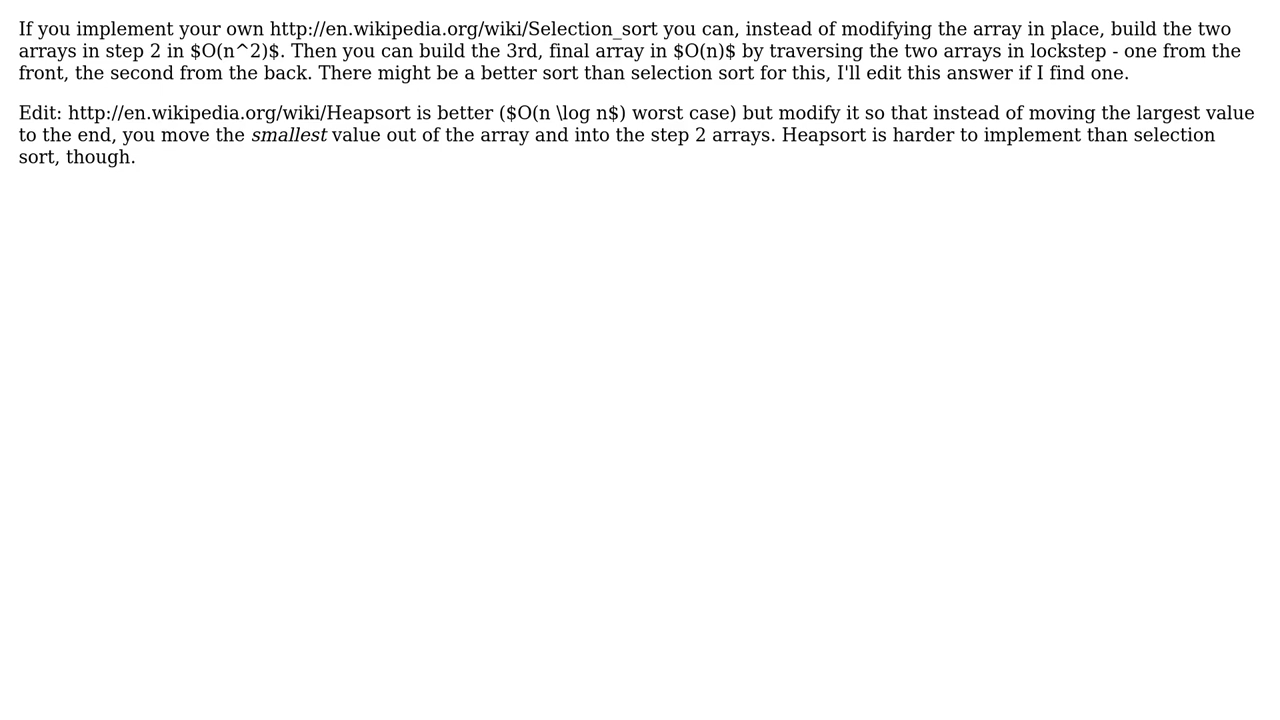 If you implement your own http://en.wikipedia.org/wiki/Selection_sort you can, instead of modifying the array in place, build the two
arrays in step 2 in $O(n^2)$. Then you can build the 3rd, final array in $O(n)$ by traversing the two arrays in lockstep - one from the
front, the second from the back. There might be a better sort than selection sort for this, I'll edit this answer if I find one.
Edit: http://en.wikipedia.org/wiki/Heapsort is better ($O(n \log n$) worst case) but modify it so that instead of moving the largest value
to the end, you move the smallest value out of the array and into the step 2 arrays. Heapsort is harder to implement than selection
sort, though.